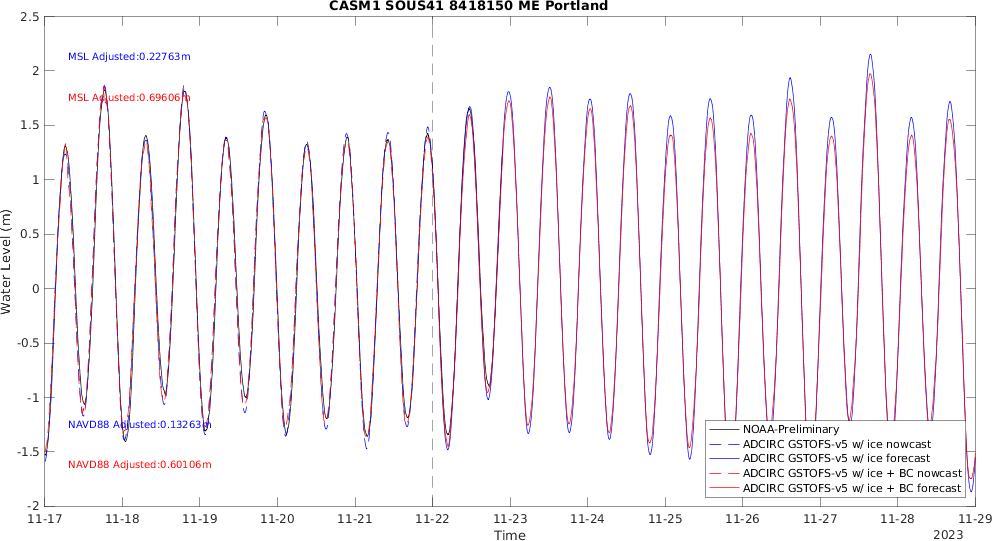 CASM1 SOUS41 8418150 ME Portland
2.5
2
1.5
1
0.5
0
-0.5
-1
-1.5
-2
Water Level (m)
MSL Adjusted:0.22763m
MSL Adjusted:0.69606m
NAVD88 Adjusted:0.13263m
NAVD88 Adjusted:0.60106m
NOAA-Preliminary
ADCIRC GSTOFS-v5 w/ ice nowcast
ADCIRC GSTOFS-v5 w/ ice forecast
ADCIRC GSTOFS-v5 w/ ice + BC nowcast
ADCIRC GSTOFS-v5 w/ ice + BC forecast
11-17 11-18 11-19 11-20 11-21 11-22 11-23 11-24 11-25 11-26 11-27 11-28 11-29
Time
2023